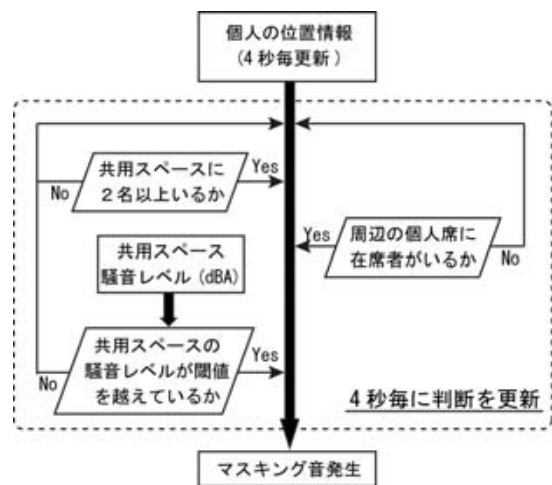 個人の位置情報
(4秒毎更新)
共用スペースに
2名以上いるか
Yes
No
周辺の個人席に
在席者がいるか
Yes
No
共用スペース
騒音レベル(dBA)
共用スペースの
騒音レベルが閾値
を越えているか
Yes
No
4秒毎に判断を更新
マスキング音発生